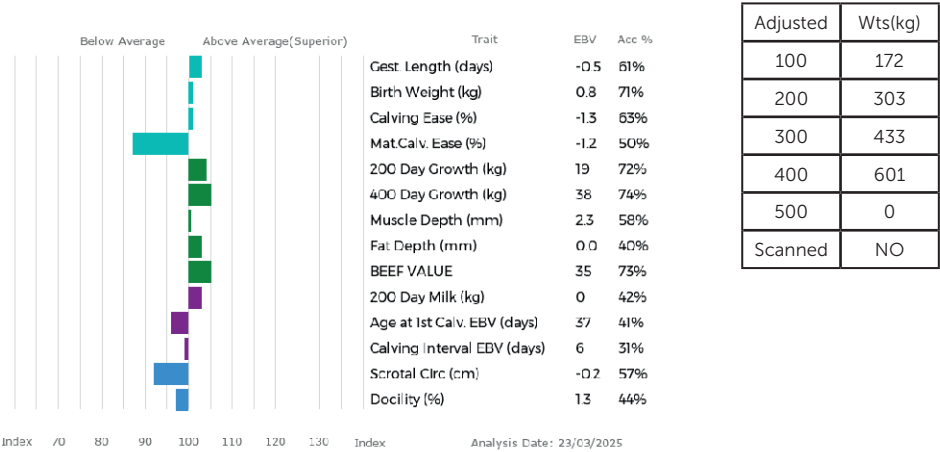 Below Average Above Average(Superior) Trait EBV Acc %
Gest. Length (days) -0.5 61%
Birth Weight (kg) 0.8 71%
Calving Ease (%) -1.3 63%
Mat.Calv. Ease (%) -1.2 50%
200 Day Growth (kg) 19 72%
400 Day Growth (kg) 38 74%
Muscle Depth (mm) 2.3 58%
Fat Depth (mm) 0.0 40%
BEEF VALUE 35 73%
200 Day Milk (kg) 0 42%
Age at 1st Calv. EBV (days) 37 41%
Calving Interval EBV (days) 6 31%
Scrotal Circ (cm) -0.2 57%
Docility (%) 1.3 44%
Index 70 80 90 100 110 120 130 Index Analysis Date: 23/03/2025
Adjusted Wts(kg)
100 172
200 303
300 433
400 601
500 0
Scanned NO